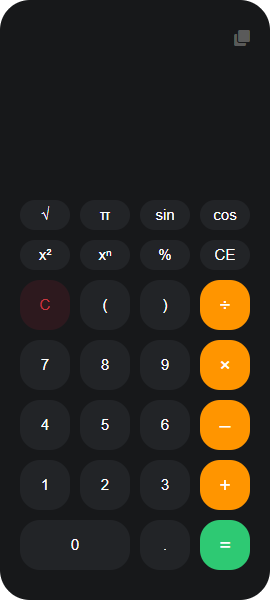 √ π sin cos
x² xⁿ % CE
C ( ) ÷
7 8 9 ×
4 5 6 –
1 2 3 +
0 . =